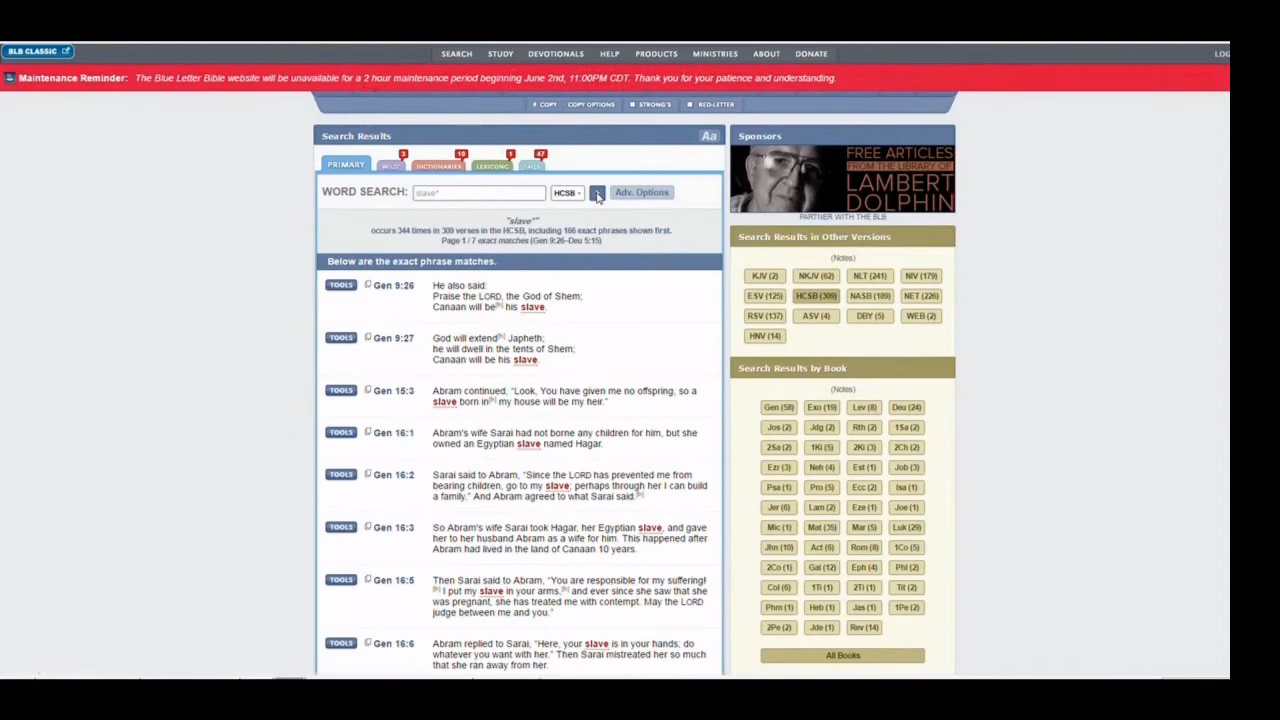 BLB CLASSIC
SEARCH STUDY DEVOTIONALS HELP PRODUCTS MINISTRIES ABOUT DONATE
LOG
Maintenance Reminder: The Blue Letter Bible website will be unavailable for a 2 hour maintenance period beginning June 2nd, 11:00PM CDT. Thank you for your patience and understanding.
COPY COPY OPTIONS STRONG'S RED-LETTER
Search Results Aa
3 18 1 47
PRIMARY DICTIONARIES LEXICONC
WORD SEARCH: slave* HCSB Adv. Options
"slave*"
occurs 344 times in 309 verses in the HCSB, including 166 exact phrases shown first.
Page 1 / 7 exact matches (Gen 9:26–Deu 5:15)
Below are the exact phrase matches.
TOOLS Gen 9:26 He also said:
Praise the LORD, the God of Shem;
Canaan will be his slave.
TOOLS Gen 9:27 God will extend Japheth;
he will dwell in the tents of Shem;
Canaan will be his slave.
TOOLS Gen 15:3 Abram continued, "Look, You have given me no offspring, so a
slave born in my house will be my heir."
TOOLS Gen 16:1 Abram's wife Sarai had not borne any children for him, but she
owned an Egyptian slave named Hagar.
TOOLS Gen 16:2 Sarai said to Abram, "Since the LORD has prevented me from
bearing children, go to my slave; perhaps through her I can build
a family." And Abram agreed to what Sarai said.
TOOLS Gen 16:3 So Abram's wife Sarai took Hagar, her Egyptian slave, and gave
her to her husband Abram as a wife for him. This happened after
Abram had lived in the land of Canaan 10 years.
TOOLS Gen 16:5 Then Sarai said to Abram, "You are responsible for my suffering!
I put my slave in your arms, and ever since she saw that she
was pregnant, she has treated me with contempt. May the LORD
judge between me and you."
TOOLS Gen 16:6 Abram replied to Sarai, "Here, your slave is in your hands; do
whatever you want with her." Then Sarai mistreated her so much
that she ran away from her.
Sponsors
FREE ARTICLES
FROM THE LIBRARY OF
LAMBERT
DOLPHIN
PARTNER WITH THE BLB
Search Results in Other Versions
(Notes)
KJV (2) NKJV (62) NLT (241) NIV (179)
ESV (125) HCSB (309) NASB (189) NET (226)
RSV (137) ASV (4) DBY (5) WEB (2)
HNV (14)
Search Results by Book
(Notes)
Gen (58) Exo (19) Lev (8) Deu (24)
Jos (2) Jdg (2) Rth (2) 1Sa (2)
2Sa (2) 1Ki (5) 2Ki (3) 2Ch (2)
Ezr (3) Neh (4) Est (1) Job (3)
Psa (1) Pro (5) Ecc (2) Isa (1)
Jer (6) Lam (2) Eze (1) Joe (1)
Mic (1) Mat (35) Mar (5) Luk (29)
Jhn (10) Act (6) Rom (8) 1Co (5)
2Co (1) Gal (12) Eph (4) Phl (2)
Col (6) 1Ti (1) 2Ti (1) Tit (2)
Phm (1) Heb (1) Jas (1) 1Pe (2)
2Pe (2) Jde (1) Rev (14)
All Books